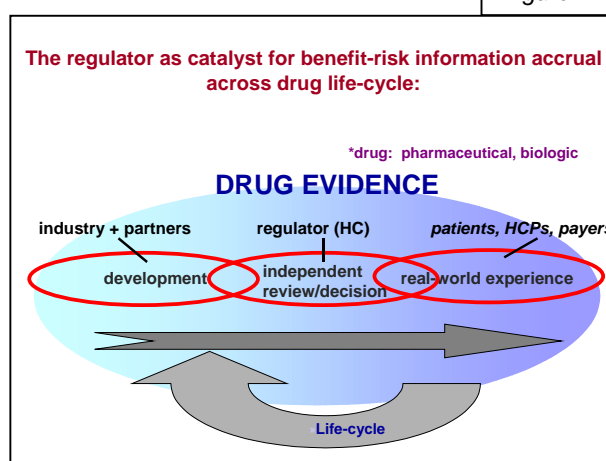 The regulator as catalyst for benefit-risk information accrual
across drug life-cycle:
*drug: pharmaceutical, biologic
DRUG EVIDENCE
industry + partners
regulator (HC)
patients, HCPs, payers
development
independent
review/decision
real-world experience
Life-cycle